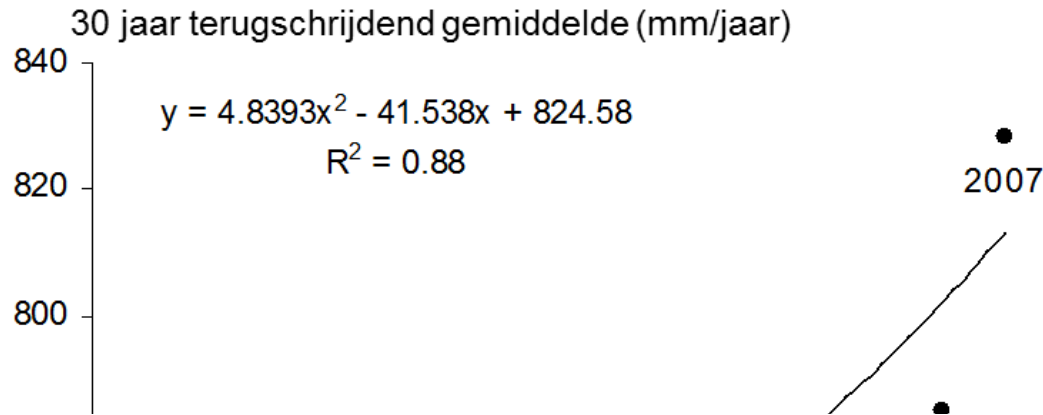 30 jaar terugschrijdend gemiddelde (mm/jaar)
840
y = 4.8393x² - 41.538x + 824.58
R² = 0.88
820
2007
800